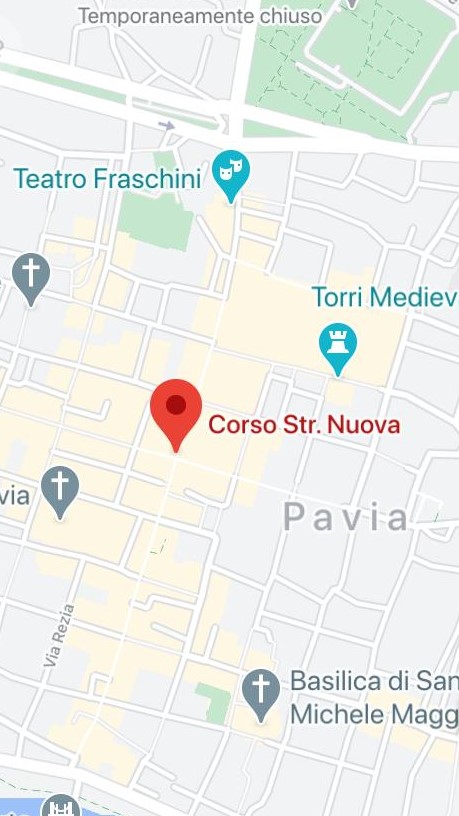 Temporaneamente chiuso
Teatro Fraschini
Torri Mediev
Corso Str. Nuova
via
Pavia
Via Rezia
Basilica di San
Michele Magg